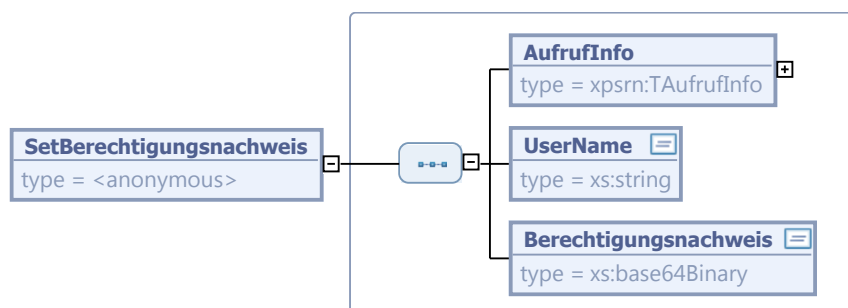 AufrufInfo
type = xpsrn:TAufrufInfo
SetBerechtigungsnachweis
type = <anonymous>
UserName
type = xs:string
Berechtigungsnachweis
type = xs:base64Binary